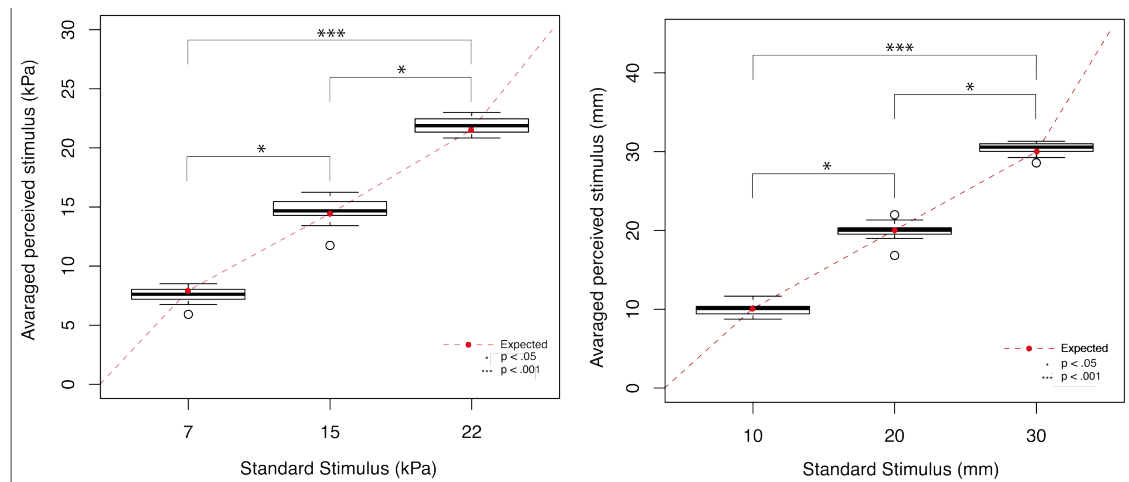 Avaraged perceived stimulus (kPa)
30
25
20
15
10
5
0
***
*
*
Expected
* p < .05
*** p < .001
7 15 22
Standard Stimulus (kPa)
Avaraged perceived stimulus (mm)
40
30
20
10
0
***
*
*
Expected
* p < .05
*** p < .001
10 20 30
Standard Stimulus (mm)